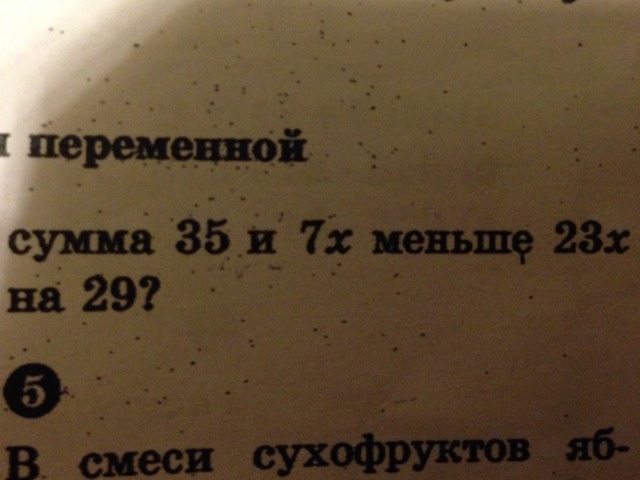 переменной
сумма 35 и 7x меньше 23x
на 29?
5
В смеси сухофруктов яб-